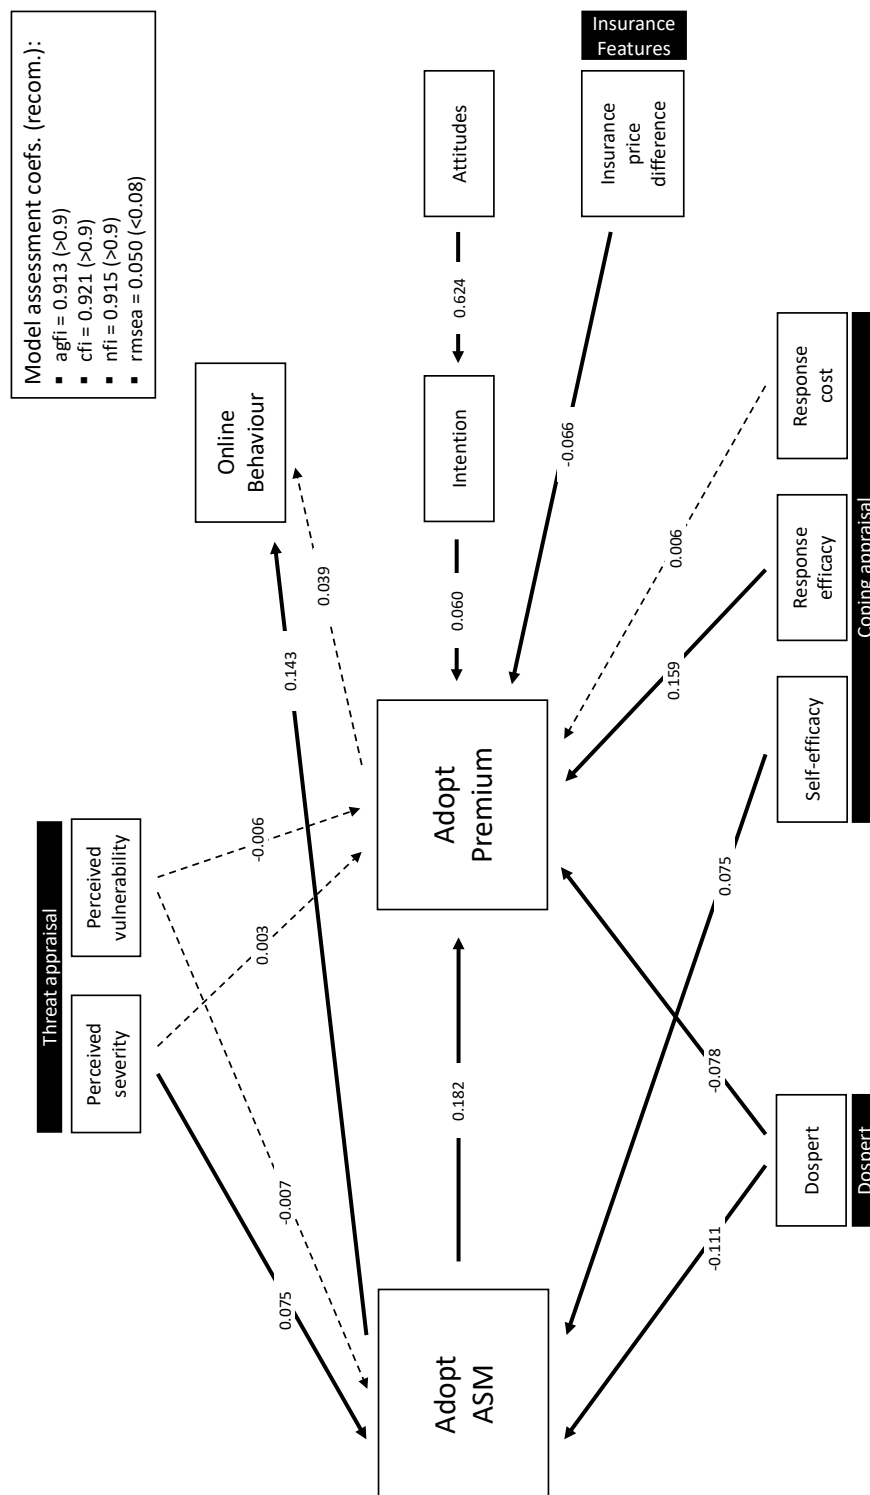 Threat appraisal
Perceived
severity
Perceived
vulnerability
Model assessment coefs. (recom.):
▪ agfi = 0.913 (>0.9)
▪ cfi = 0.921 (>0.9)
▪ nfi = 0.915 (>0.9)
▪ rmsea = 0.050 (<0.08)
Online
Behaviour
0.075
-0.007
0.003
-0.006
0.143
0.039
Adopt
ASM
0.182
Adopt
Premium
0.060
Intention
0.624
Attitudes
-0.066
Insurance
Features
Insurance
price
difference
-0.111
-0.078
0.075
0.159
0.006
Dospert
Dospert
Self-efficacy
Response
efficacy
Response
cost
Coping appraisal